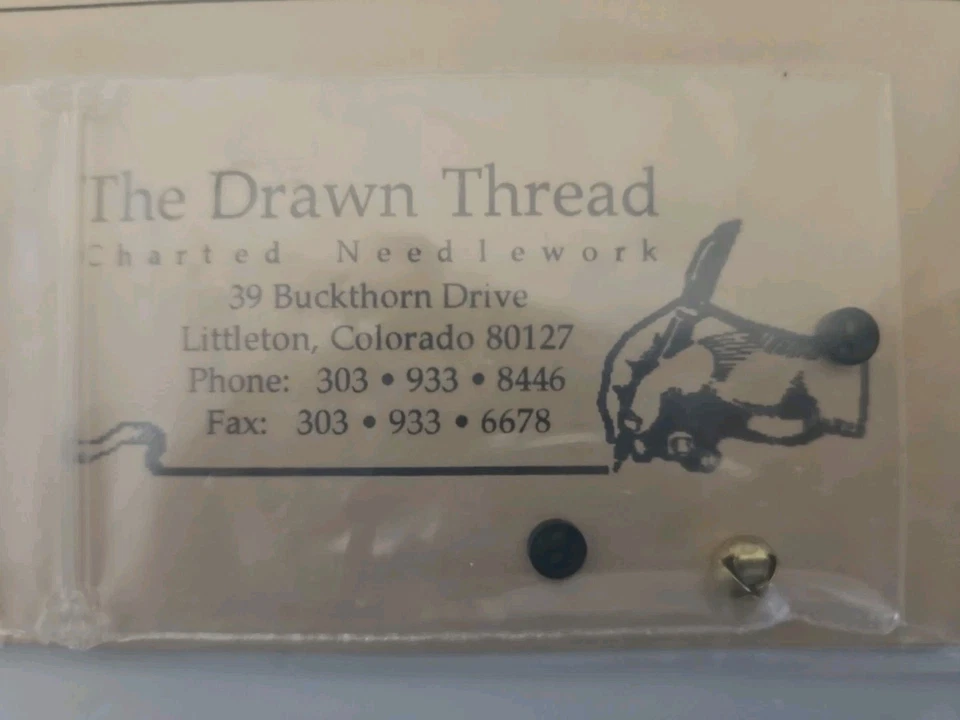 The Drawn Thread
Charted Needlework
39 Buckthorn Drive
Littleton, Colorado 80127
Phone: 303 • 933 • 8446
Fax: 303 • 933 • 6678